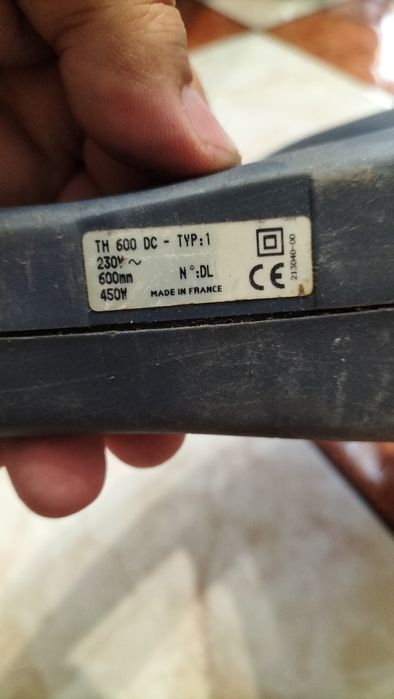 TH 600 DC - TYP:1
230V ~
600mm N°:DL
450W MADE IN FRANCE
CE
213040-00